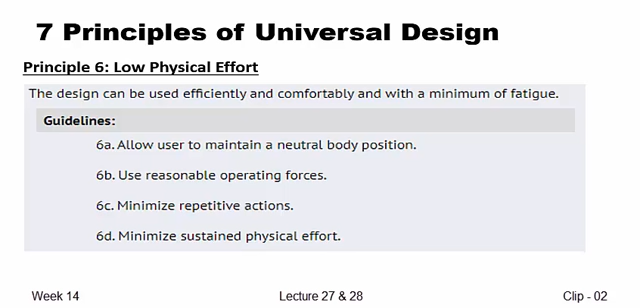 7 Principles of Universal Design
Principle 6: Low Physical Effort
The design can be used efficiently and comfortably and with a minimum of fatigue.
Guidelines:
6a. Allow user to maintain a neutral body position.
6b. Use reasonable operating forces.
6c. Minimize repetitive actions.
6d. Minimize sustained physical effort.
Week 14 Lecture 27 & 28 Clip - 02